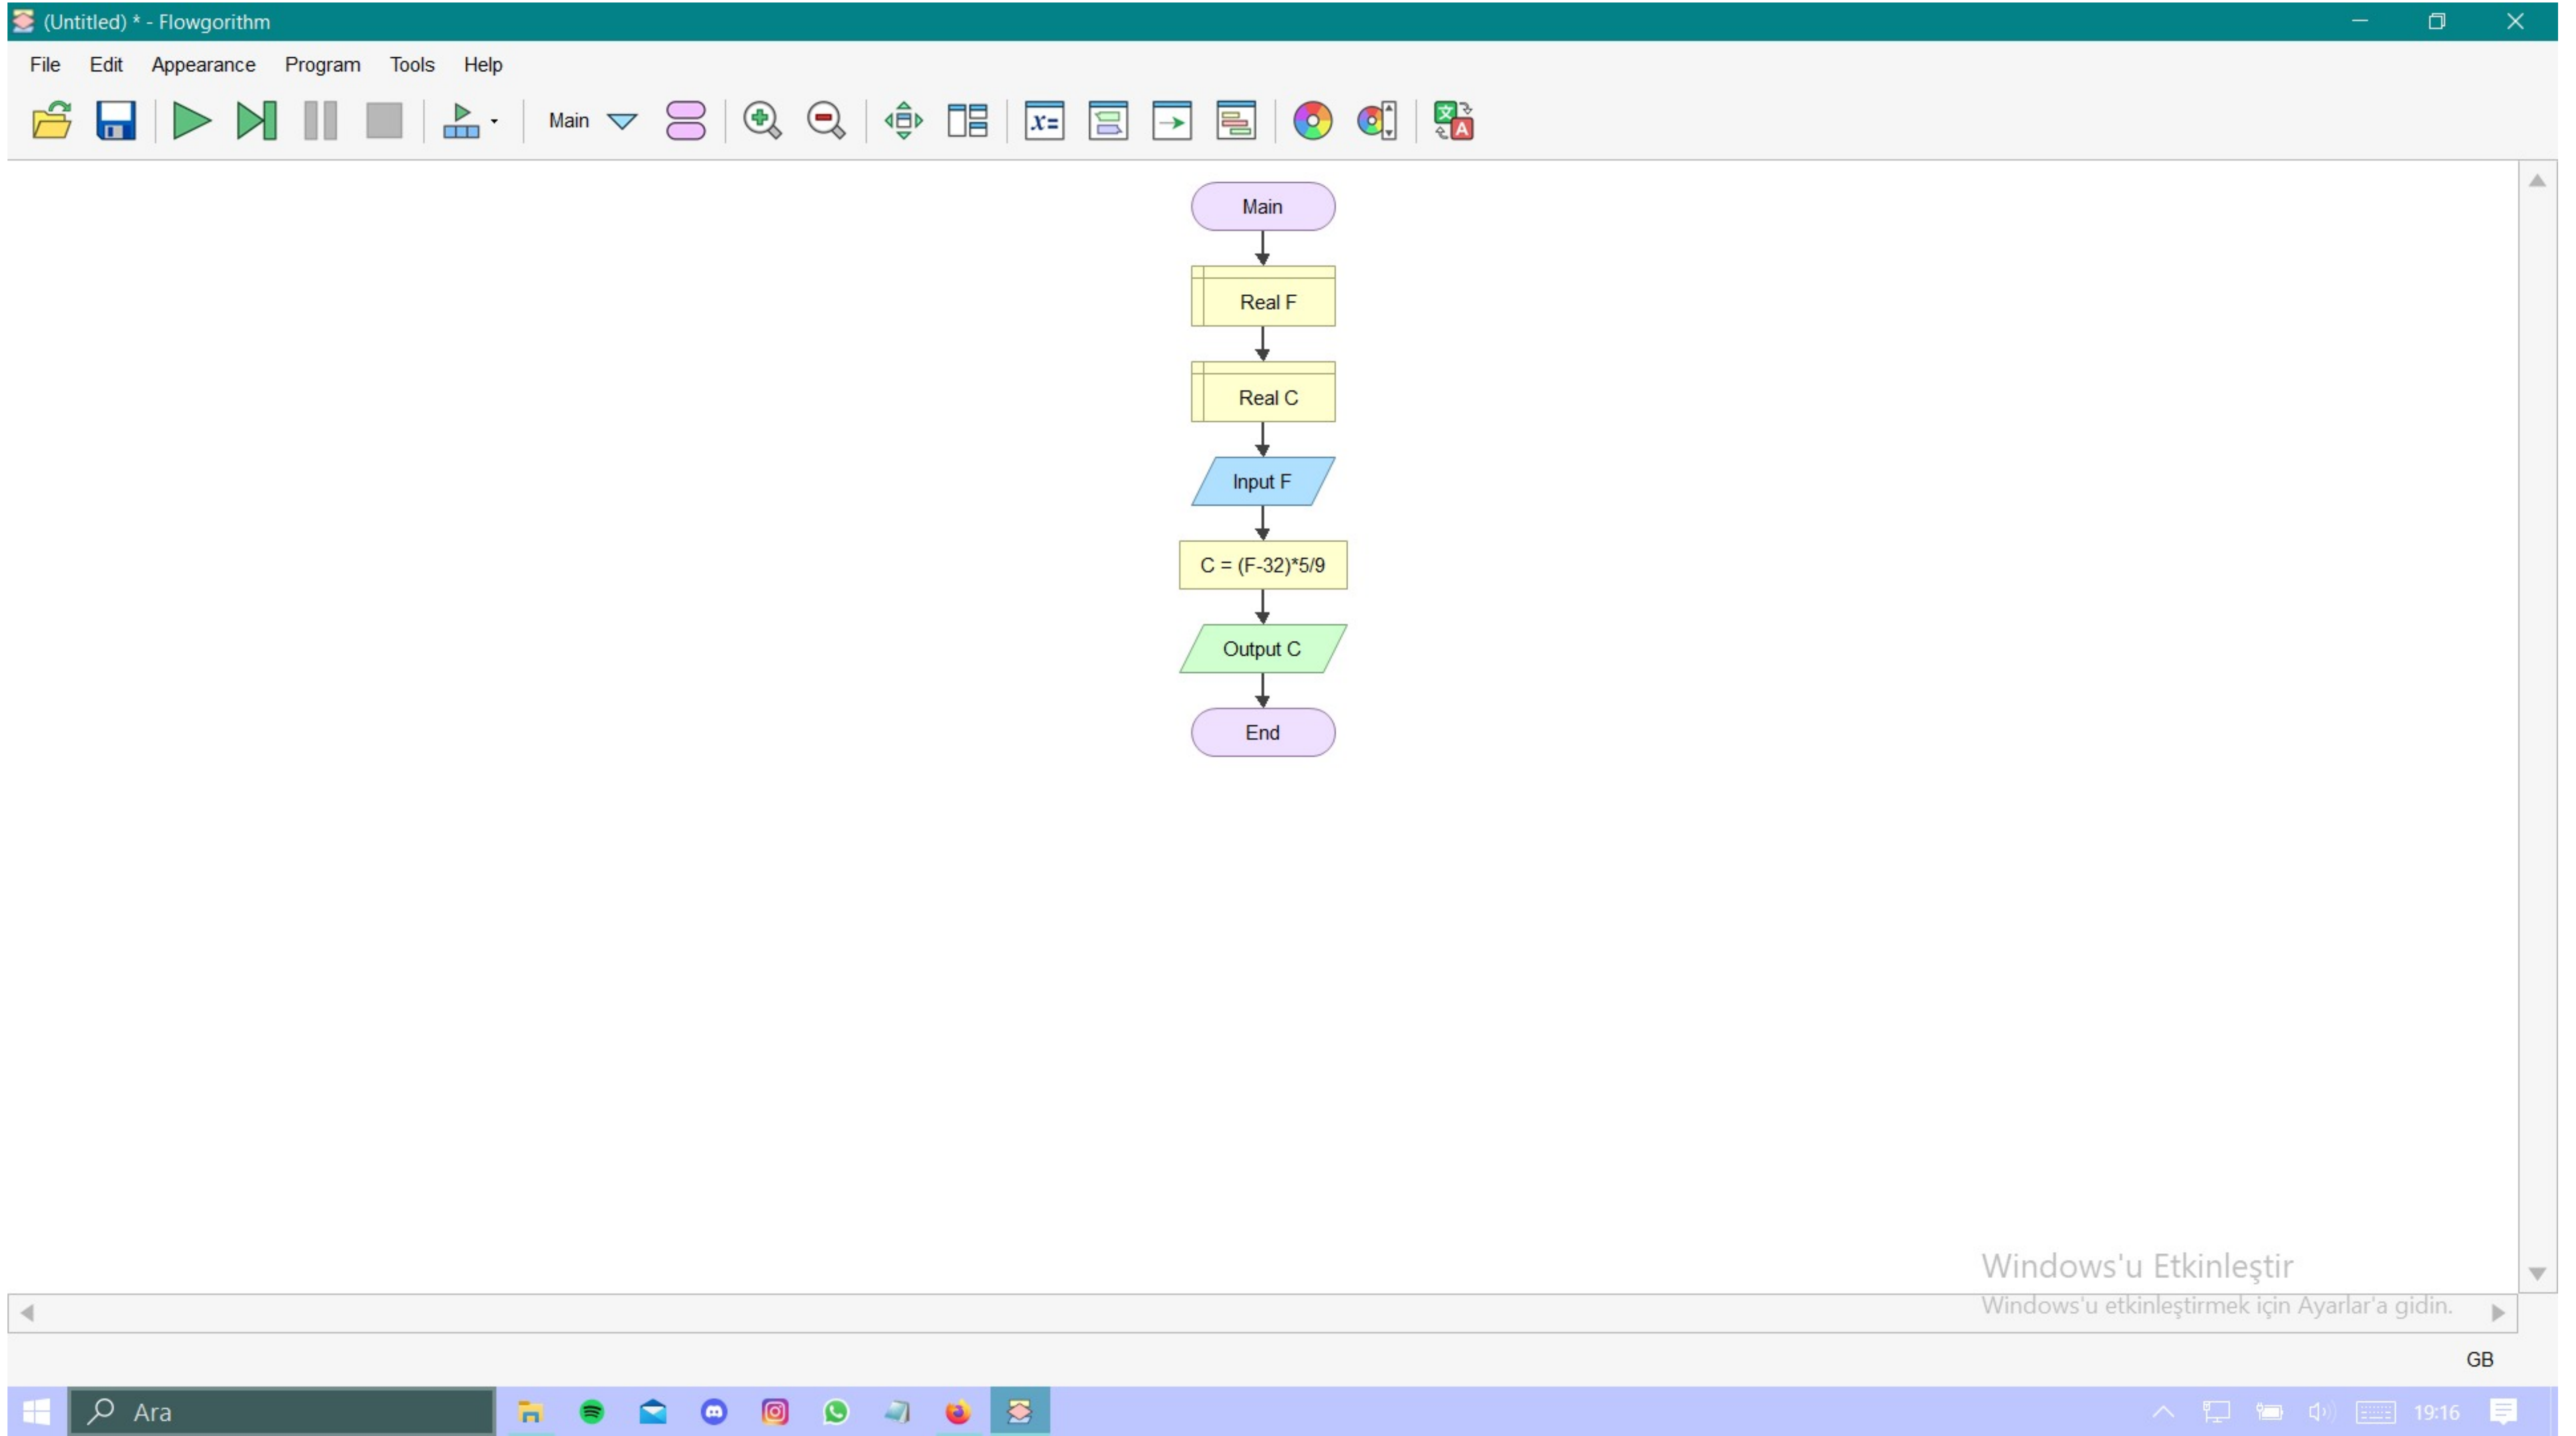 (Untitled) * - Flowgorithm
File Edit Appearance Program Tools Help
Main
x=
文
A
Main
Real F
Real C
Input F
C = (F-32)*5/9
Output C
End
Windows'u Etkinleştir
Windows'u etkinleştirmek için Ayarlar'a gidin.
GB
Ara
19:16